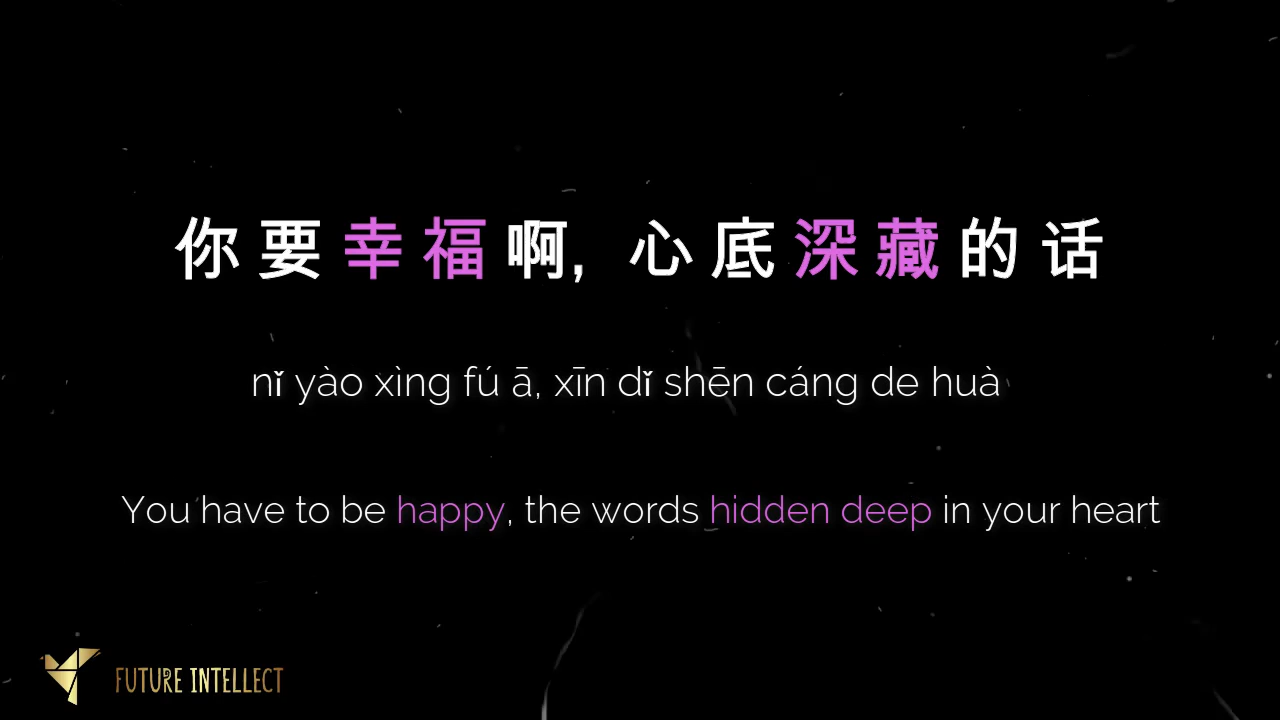 你要幸福啊, 心底深藏的话
nǐ yào xìng fú ā, xīn dǐ shēn cáng de huà
You have to be happy, the words hidden deep in your heart
FUTURE INTELLECT